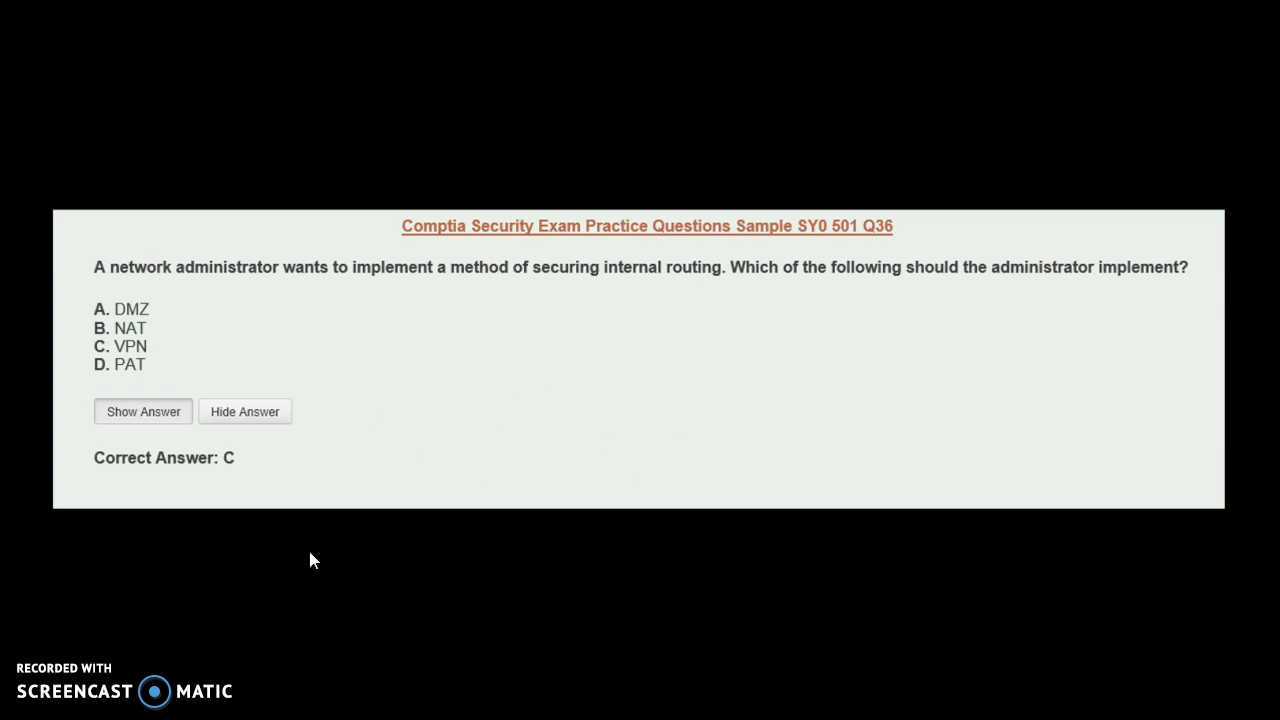 Comptia Security Exam Practice Questions Sample SY0 501 Q36
A network administrator wants to implement a method of securing internal routing. Which of the following should the administrator implement?
A. DMZ
B. NAT
C. VPN
D. PAT
Show Answer Hide Answer
Correct Answer: C
RECORDED WITH
SCREENCAST MATIC